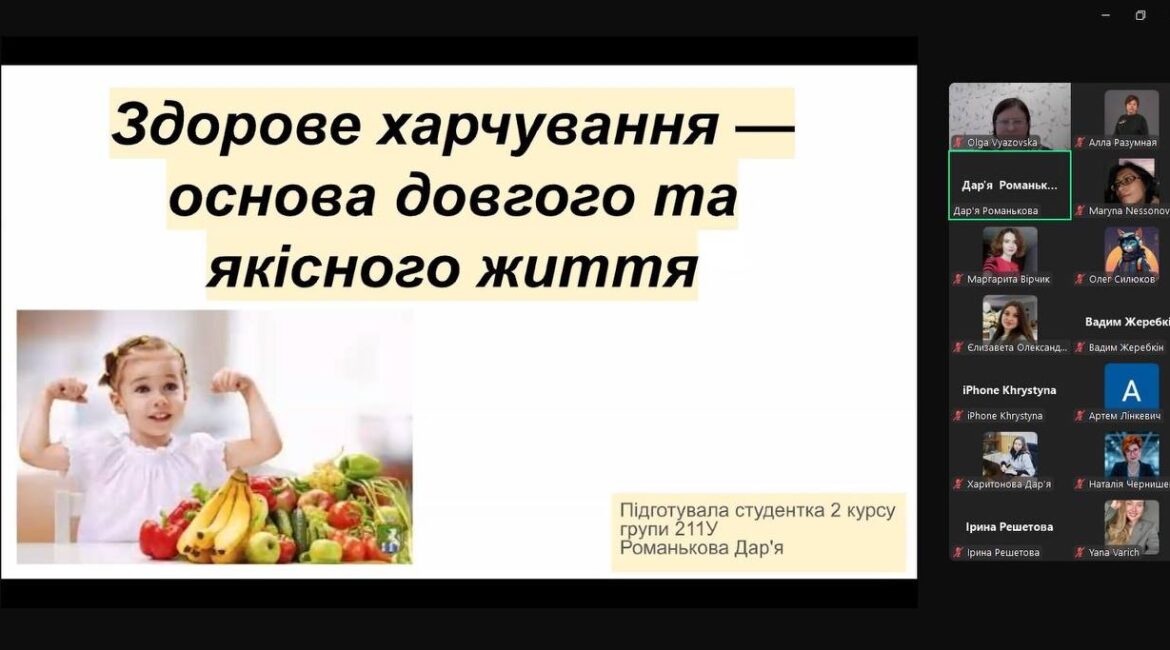 Здорове харчування —
основа довгого та
якісного життя
Підготувала студентка 2 курсу
групи 211У
Романькова Дар'я
Olga Vyazovska
Алла Разумная
Дар'я Романьк...
Дар'я Романькова
Maryna Nessonov
Маргарита Вірчик
Олег Силюков
Єлизавета Олександ...
Вадим Жеребкі
Вадим Жеребкін
iPhone Khrystyna
iPhone Khrystyna
А
Артем Лінкевич
Харитонова Дар'я
Наталія Чернише
Ірина Решетова
Ірина Решетова
Yana Varich